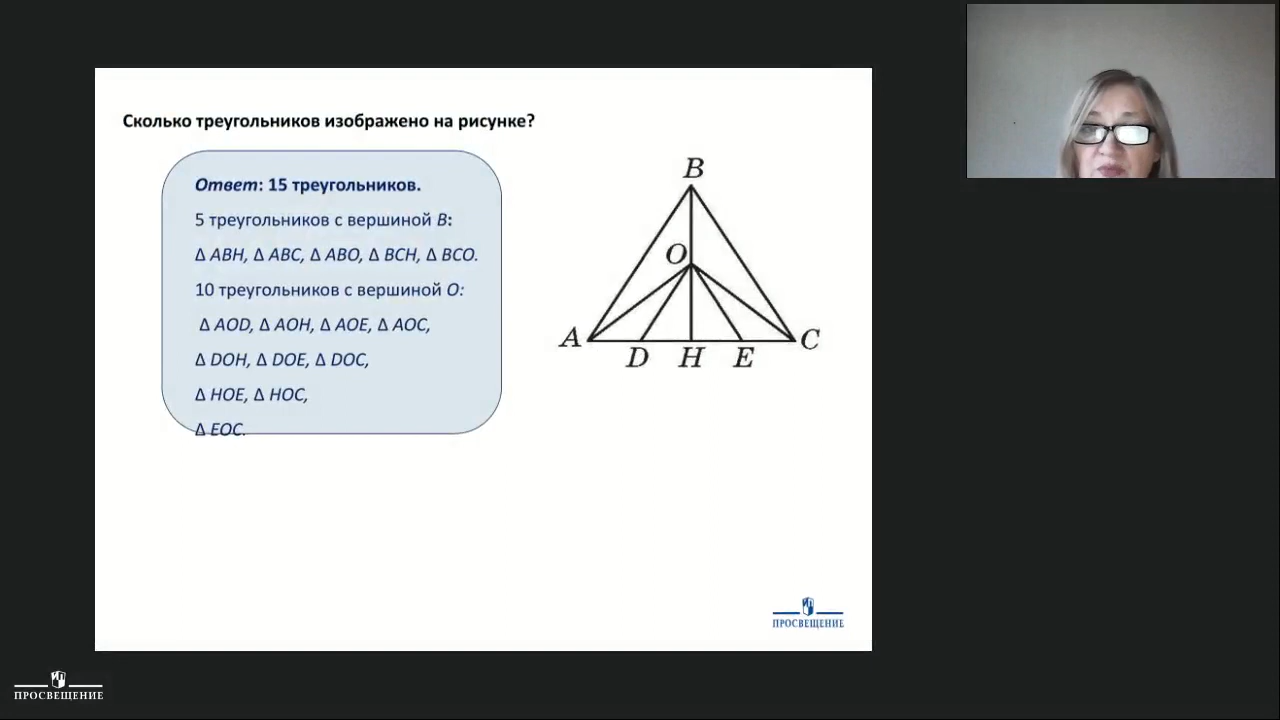 Сколько треугольников изображено на рисунке?
Ответ: 15 треугольников.
5 треугольников с вершиной B:
Δ ABH, Δ ABC, Δ ABO, Δ BCH, Δ BCO.
10 треугольников с вершиной O:
Δ AOD, Δ AOH, Δ AOE, Δ AOC,
Δ DOH, Δ DOE, Δ DOC,
Δ HOE, Δ HOC,
Δ EOC.
B
O
A
C
D
H
E
ПРОСВЕЩЕНИЕ
ПРОСВЕЩЕНИЕ